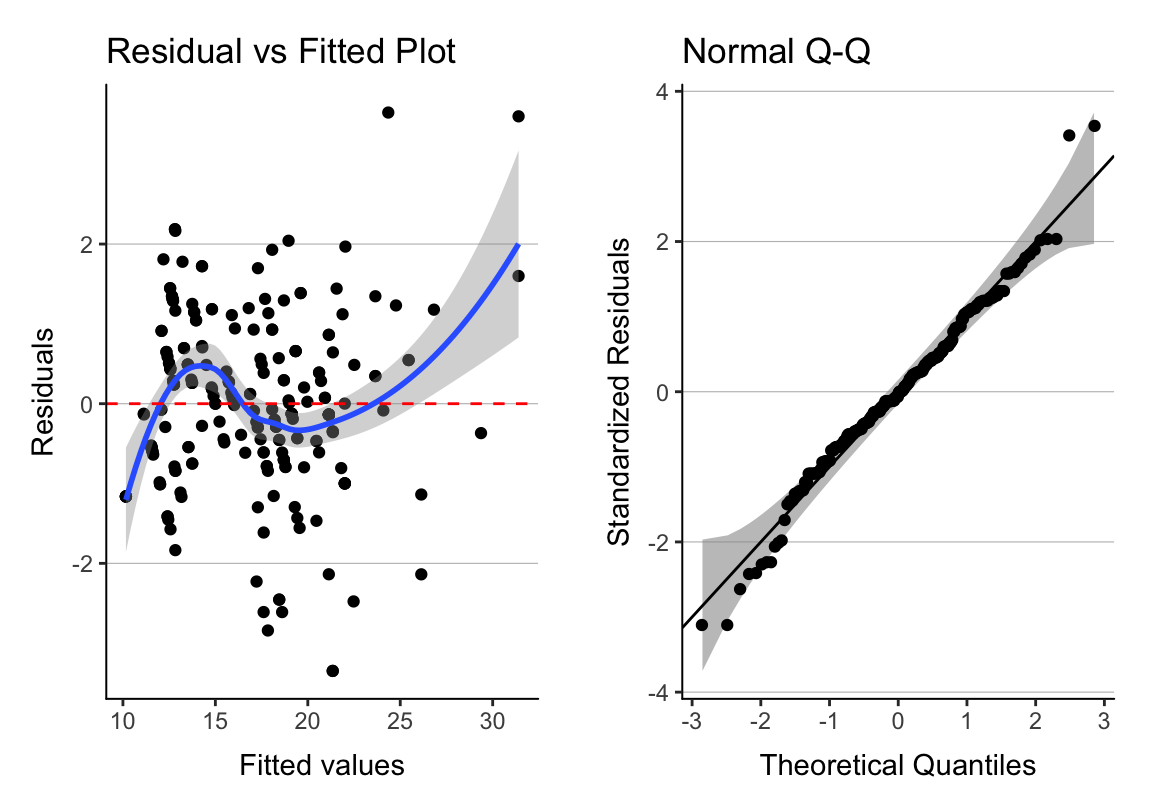 Residual vs Fitted Plot
Residuals
2
0
-2
10 15 20 25 30
Fitted values
Normal Q-Q
Standardized Residuals
4
2
0
-2
-4
-3 -2 -1 0 1 2 3
Theoretical Quantiles